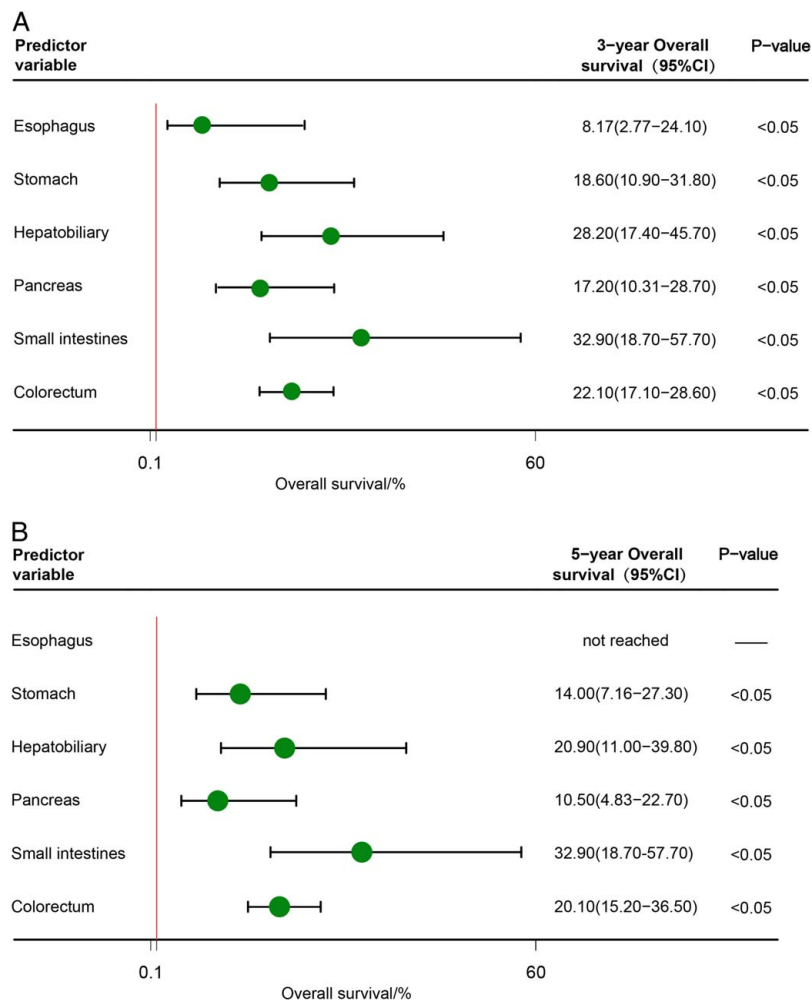 A
Predictor variable 3−year Overall survival（95%CI） P−value
Esophagus 8.17(2.77−24.10) <0.05
Stomach 18.60(10.90−31.80) <0.05
Hepatobiliary 28.20(17.40−45.70) <0.05
Pancreas 17.20(10.31−28.70) <0.05
Small intestines 32.90(18.70−57.70) <0.05
Colorectum 22.10(17.10−28.60) <0.05
0.1 60
Overall survival/%
B
Predictor variable 5−year Overall survival（95%CI） P−value
Esophagus not reached ——
Stomach 14.00(7.16−27.30) <0.05
Hepatobiliary 20.90(11.00−39.80) <0.05
Pancreas 10.50(4.83−22.70) <0.05
Small intestines 32.90(18.70-57.70) <0.05
Colorectum 20.10(15.20−36.50) <0.05
0.1 60
Overall survival/%